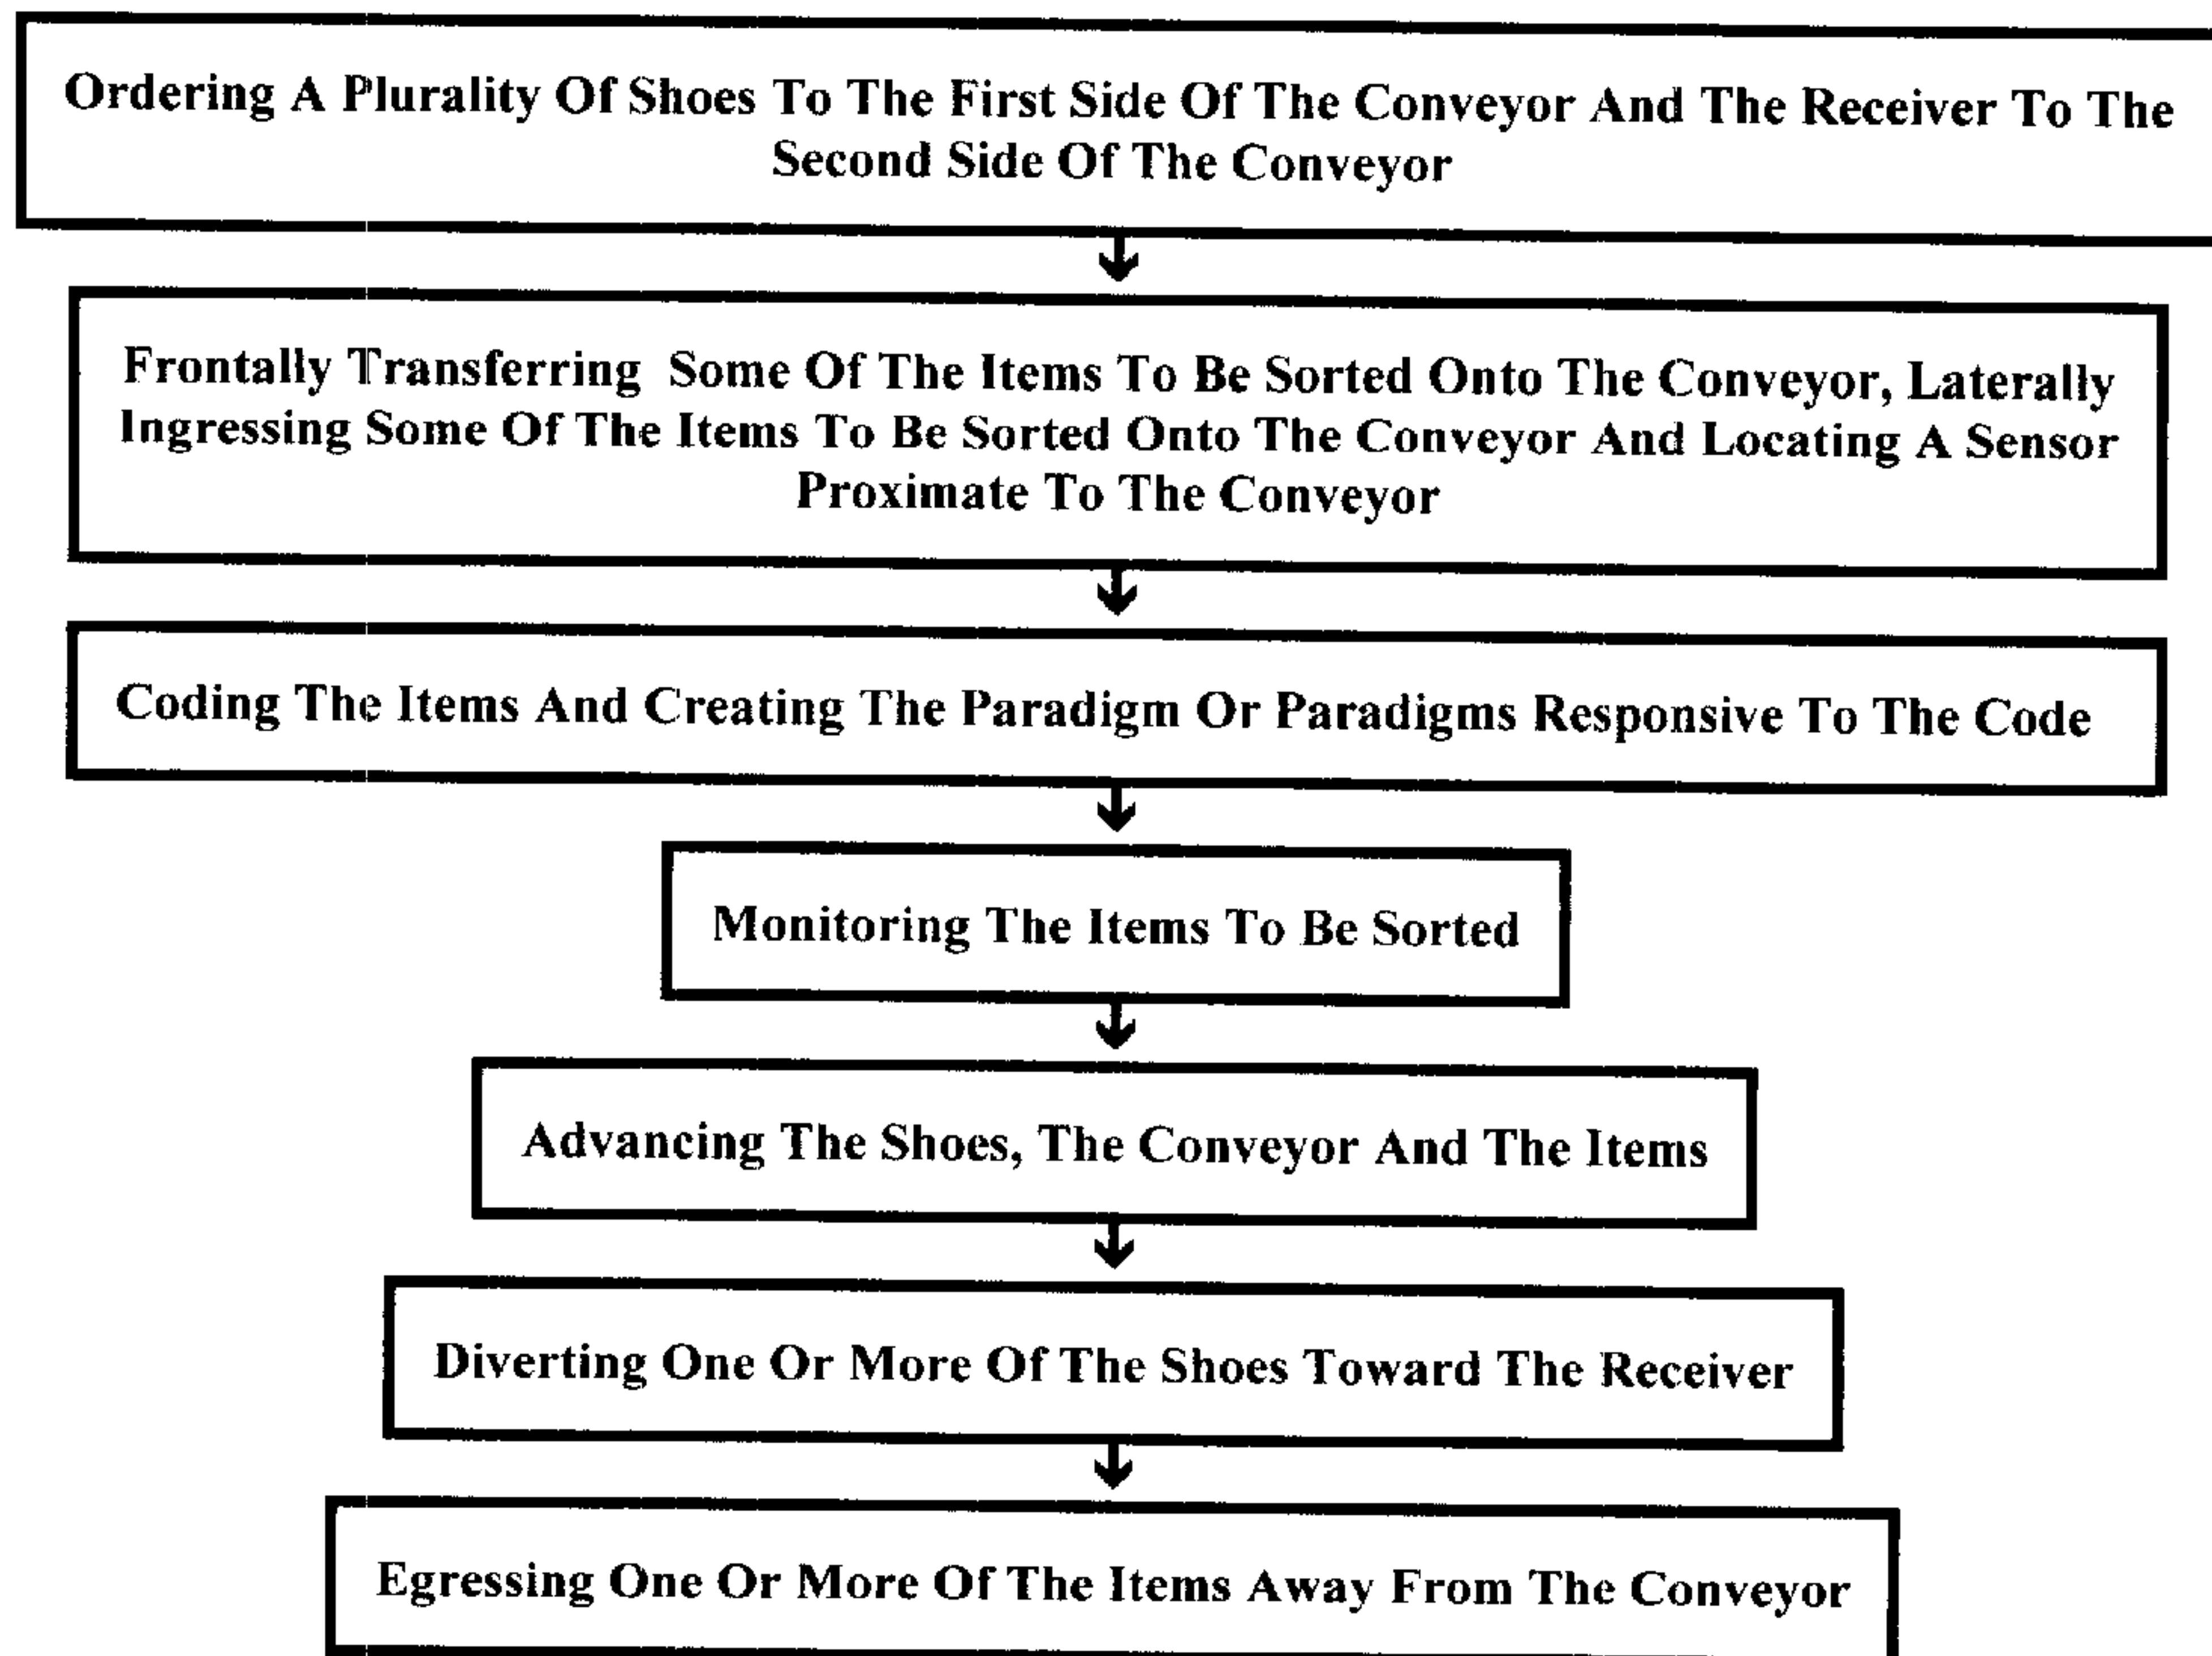 Ordering A Plurality Of Shoes To The First Side Of The Conveyor And The Receiver To The
Second Side Of The Conveyor
Frontally Transferring Some Of The Items To Be Sorted Onto The Conveyor, Laterally
Ingressing Some Of The Items To Be Sorted Onto The Conveyor And Locating A Sensor
Proximate To The Conveyor
Coding The Items And Creating The Paradigm Or Paradigms Responsive To The Code
Monitoring The Items To Be Sorted
Advancing The Shoes, The Conveyor And The Items
Diverting One Or More Of The Shoes Toward The Receiver
Egressing One Or More Of The Items Away From The Conveyor